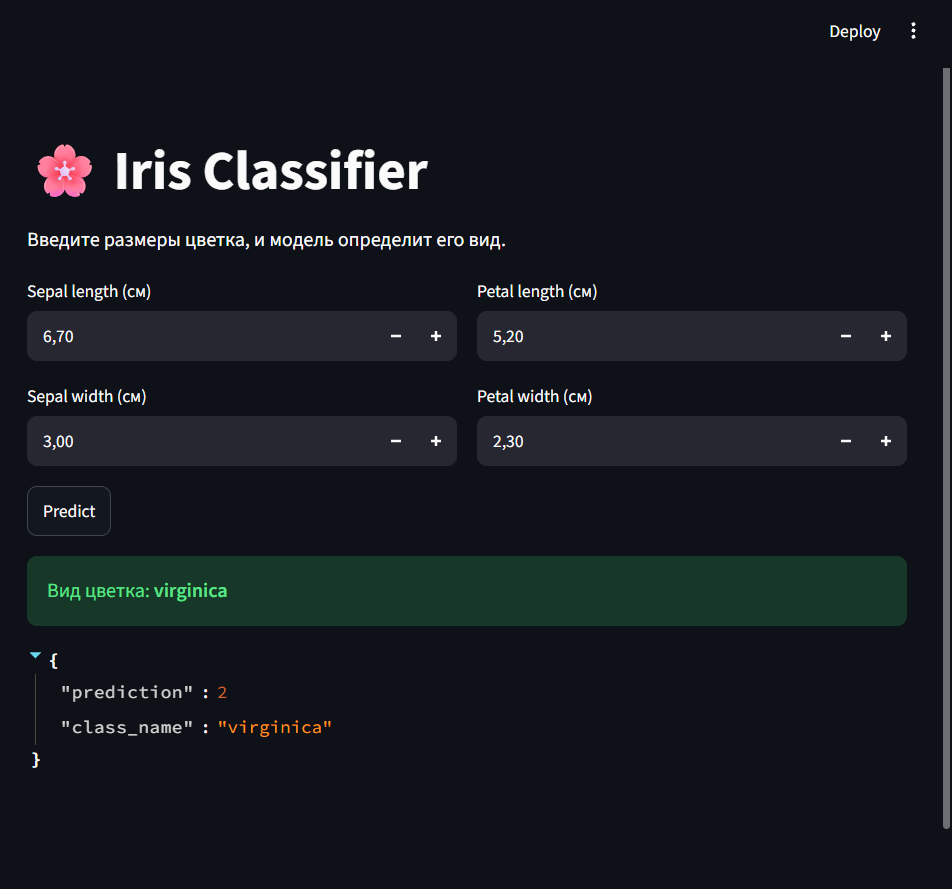 Deploy
Iris Classifier
Введите размеры цветка, и модель определит его вид.
Sepal length (см)
6,70
Petal length (см)
5,20
Sepal width (см)
3,00
Petal width (см)
2,30
Predict
Вид цветка: virginica
{
"prediction" : 2
"class_name" : "virginica"
}